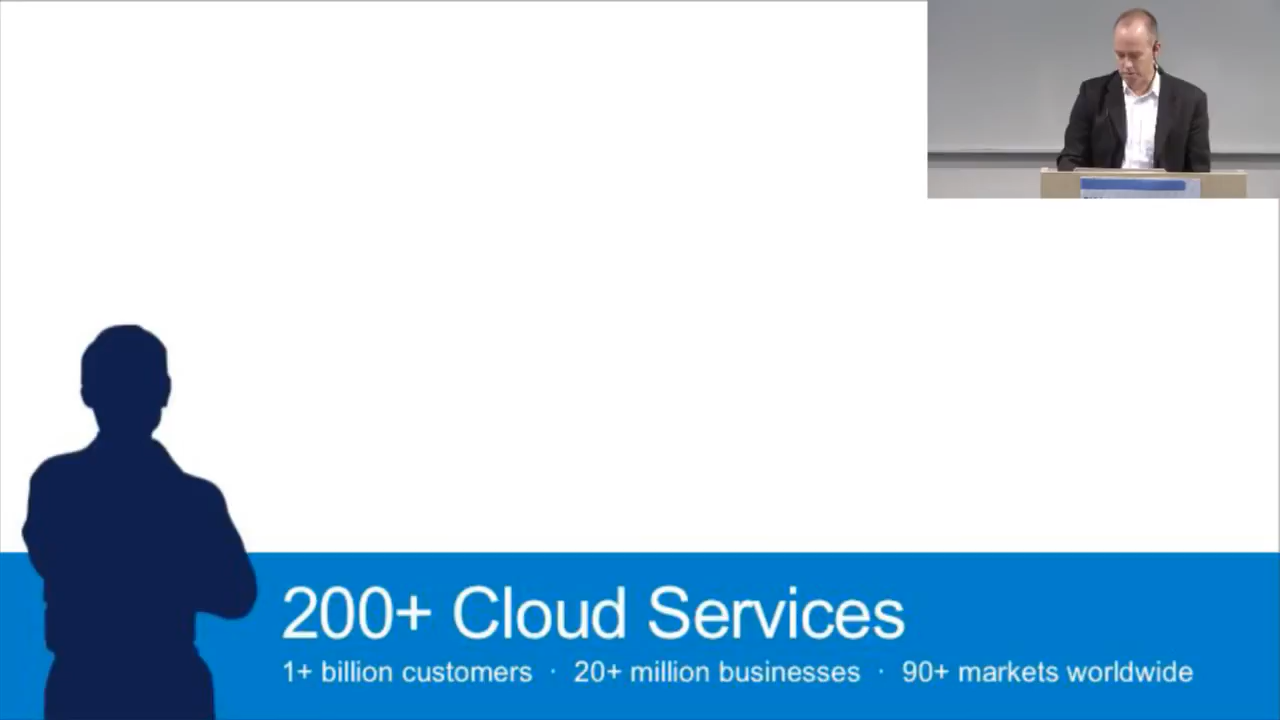 200+ Cloud Services
1+ billion customers · 20+ million businesses · 90+ markets worldwide